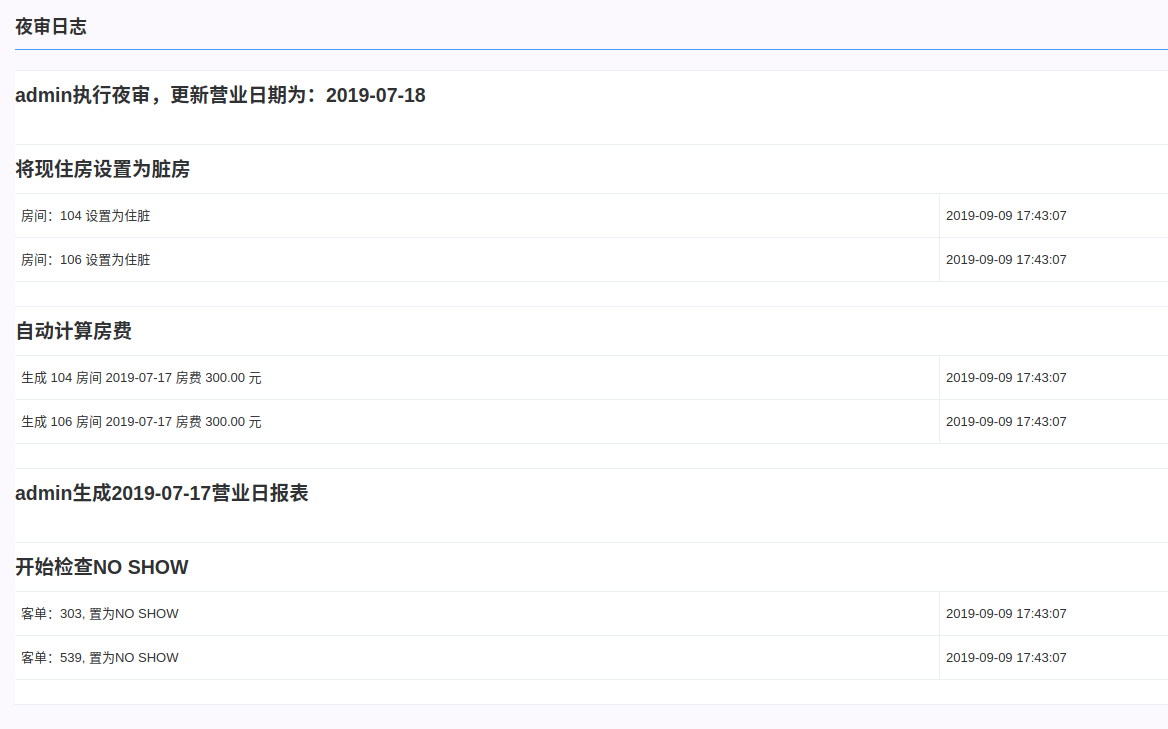 夜审日志
admin执行夜审，更新营业日期为：2019-07-18
将现住房设置为脏房
房间：104 设置为住脏 2019-09-09 17:43:07
房间：106 设置为住脏 2019-09-09 17:43:07
自动计算房费
生成 104 房间 2019-07-17 房费 300.00 元 2019-09-09 17:43:07
生成 106 房间 2019-07-17 房费 300.00 元 2019-09-09 17:43:07
admin生成2019-07-17营业日报表
开始检查NO SHOW
客单：303, 置为NO SHOW 2019-09-09 17:43:07
客单：539, 置为NO SHOW 2019-09-09 17:43:07